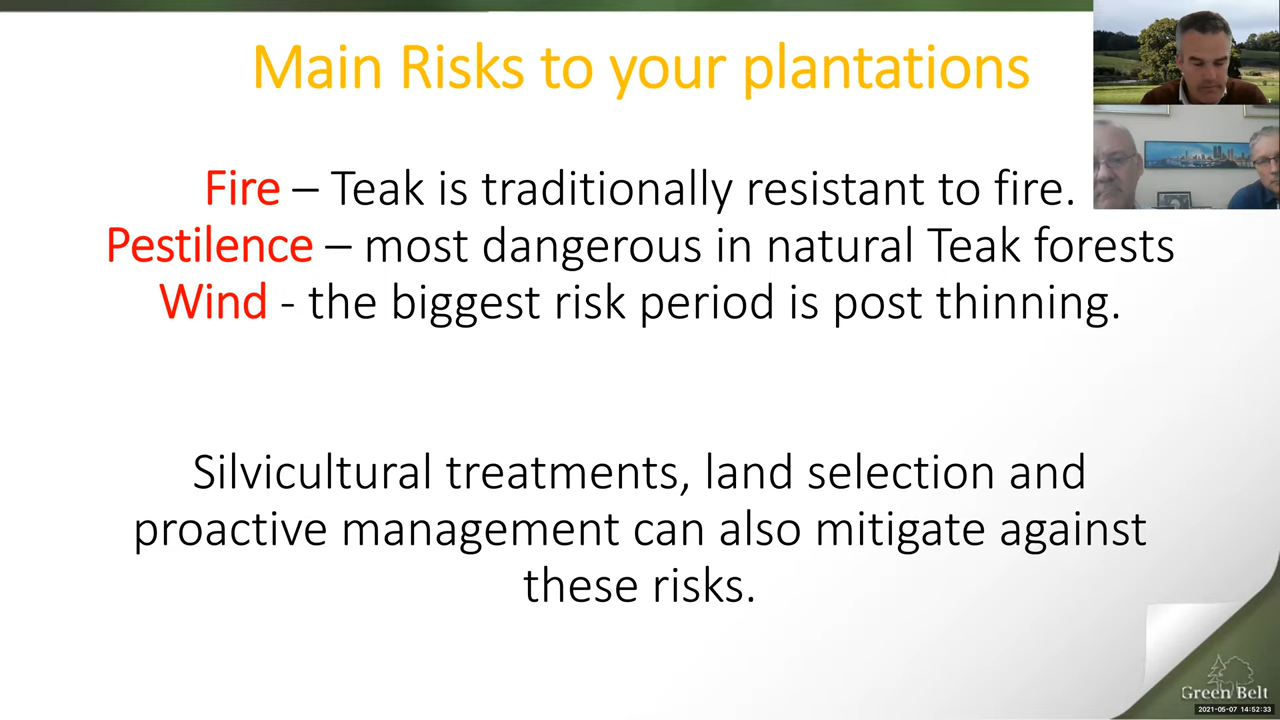 Main Risks to your plantations
Fire – Teak is traditionally resistant to fire.
Pestilence – most dangerous in natural Teak forests
Wind - the biggest risk period is post thinning.
Silvicultural treatments, land selection and
proactive management can also mitigate against
these risks.
Green Belt
2021-05-07 14:52:33